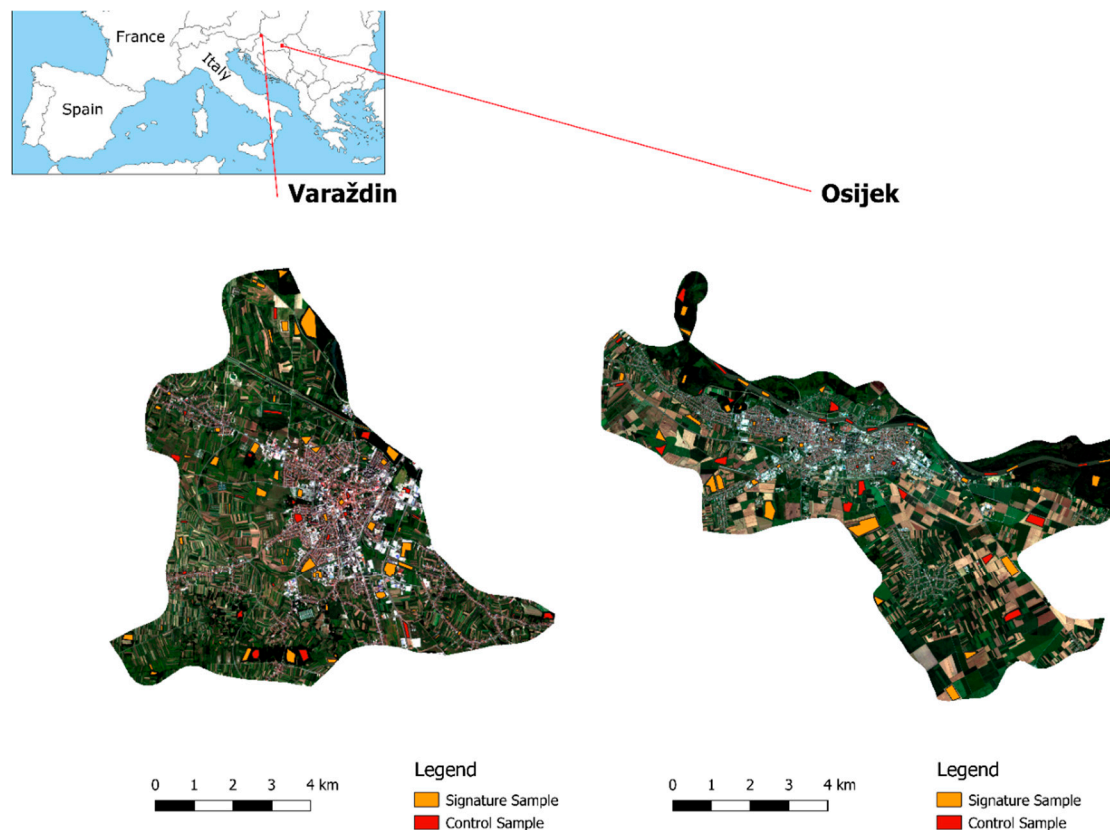 France
Italy
Spain
Varaždin
Osijek
0 1 2 3 4 km
Legend
Signature Sample
Control Sample
0 1 2 3 4 km
Legend
Signature Sample
Control Sample